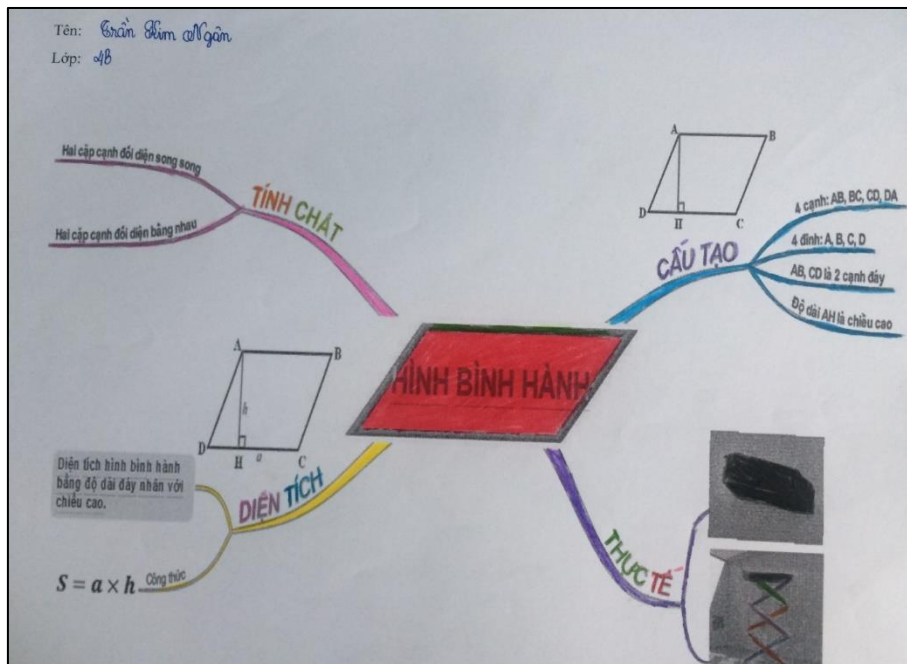 Tên: Trần Kim Ngân
Lớp: 4B
Hai cặp cạnh đối diện song song
Hai cặp cạnh đối diện bằng nhau
TÍNH CHẤT
A
B
D
H
C
CẤU TẠO
4 cạnh: AB, BC, CD, DA
4 đỉnh: A, B, C, D
AB, CD là 2 cạnh đáy
Độ dài AH là chiều cao
HÌNH BÌNH HÀNH
A
B
h
D
H
a
C
DIỆN TÍCH
Diện tích hình bình hành
bằng độ dài đáy nhân với
chiều cao.
S = a × h
Công thức
THỰC TẾ